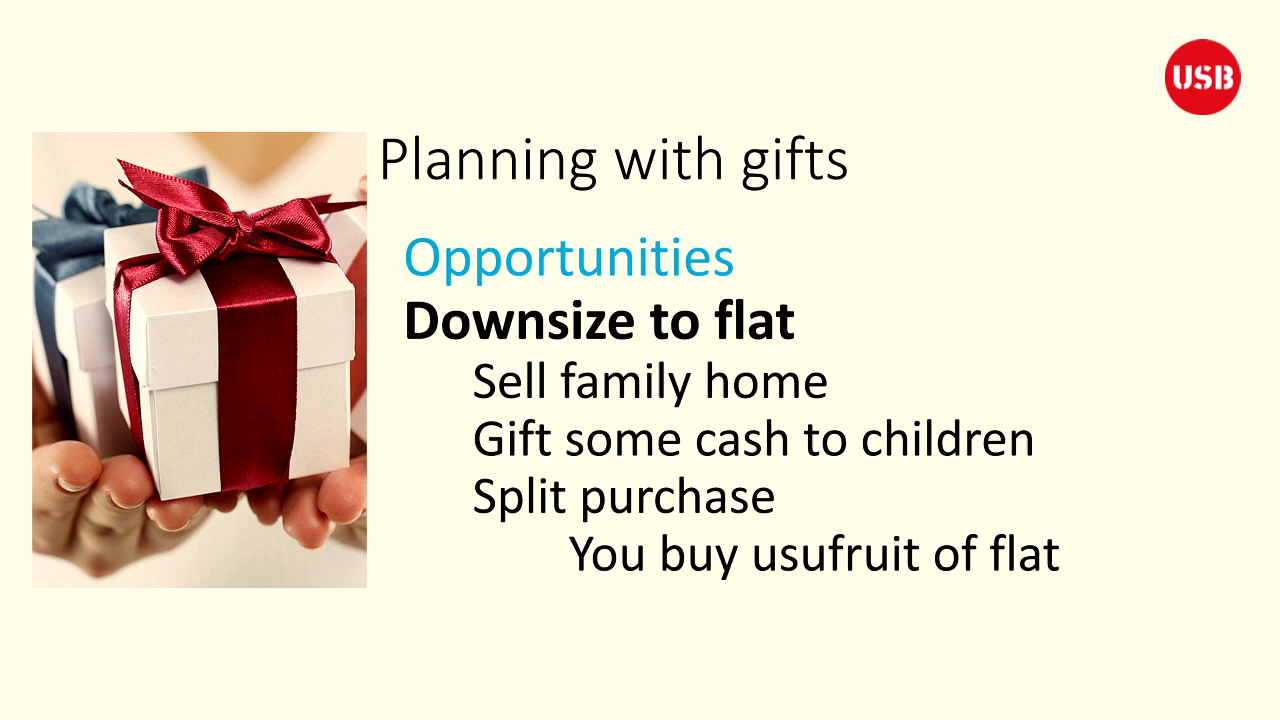 USB
Planning with gifts
Opportunities
Downsize to flat
Sell family home
Gift some cash to children
Split purchase
You buy usufruit of flat